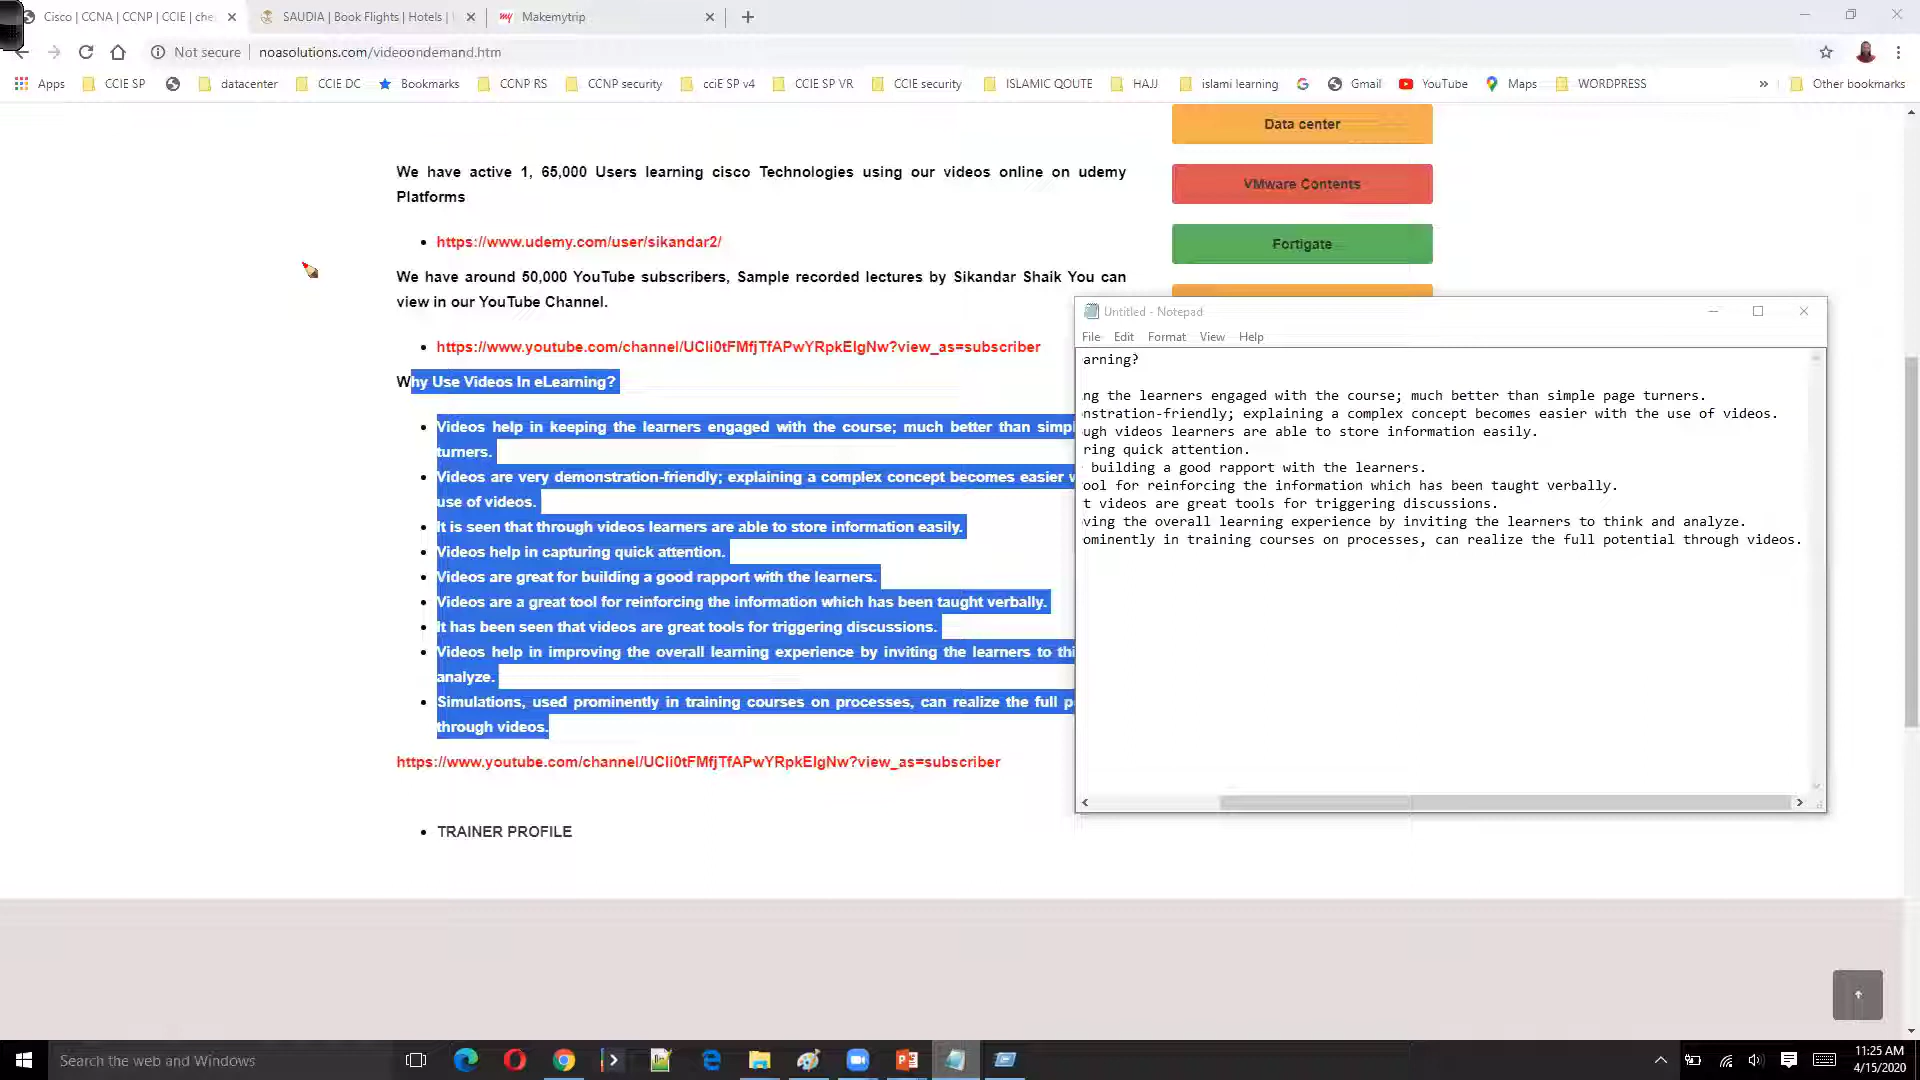 Cisco | CCNA | CCNP | CCIE | che
SAUDIA | Book Flights | Hotels |
Makemytrip
Not secure
noasolutions.com/videoondemand.htm
Apps
CCIE SP
datacenter
CCIE DC
Bookmarks
CCNP RS
CCNP security
cciE SP v4
CCIE SP VR
CCIE security
ISLAMIC QOUTE
HAJJ
islami learning
Gmail
YouTube
Maps
WORDPRESS
»
Other bookmarks
Data center
VMware Contents
Fortigate
We have active 1, 65,000 Users learning cisco Technologies using our videos online on udemy
Platforms
https://www.udemy.com/user/sikandar2/
We have around 50,000 YouTube subscribers, Sample recorded lectures by Sikandar Shaik You can
view in our YouTube Channel.
https://www.youtube.com/channel/UCli0tFMfjTfAPwYRpkElgNw?view_as=subscriber
Why Use Videos In eLearning?
Videos help in keeping the learners engaged with the course; much better than simpl
turners.
Videos are very demonstration-friendly; explaining a complex concept becomes easier w
use of videos.
It is seen that through videos learners are able to store information easily.
Videos help in capturing quick attention.
Videos are great for building a good rapport with the learners.
Videos are a great tool for reinforcing the information which has been taught verbally.
It has been seen that videos are great tools for triggering discussions.
Videos help in improving the overall learning experience by inviting the learners to thi
analyze.
Simulations, used prominently in training courses on processes, can realize the full p
through videos.
https://www.youtube.com/channel/UCli0tFMfjTfAPwYRpkElgNw?view_as=subscriber
TRAINER PROFILE
Untitled - Notepad
File Edit Format View Help
arning?
ng the learners engaged with the course; much better than simple page turners.
nstration-friendly; explaining a complex concept becomes easier with the use of videos.
ugh videos learners are able to store information easily.
ring quick attention.
building a good rapport with the learners.
ool for reinforcing the information which has been taught verbally.
t videos are great tools for triggering discussions.
ving the overall learning experience by inviting the learners to think and analyze.
ominently in training courses on processes, can realize the full potential through videos.
Search the web and Windows
11:25 AM
4/15/2020